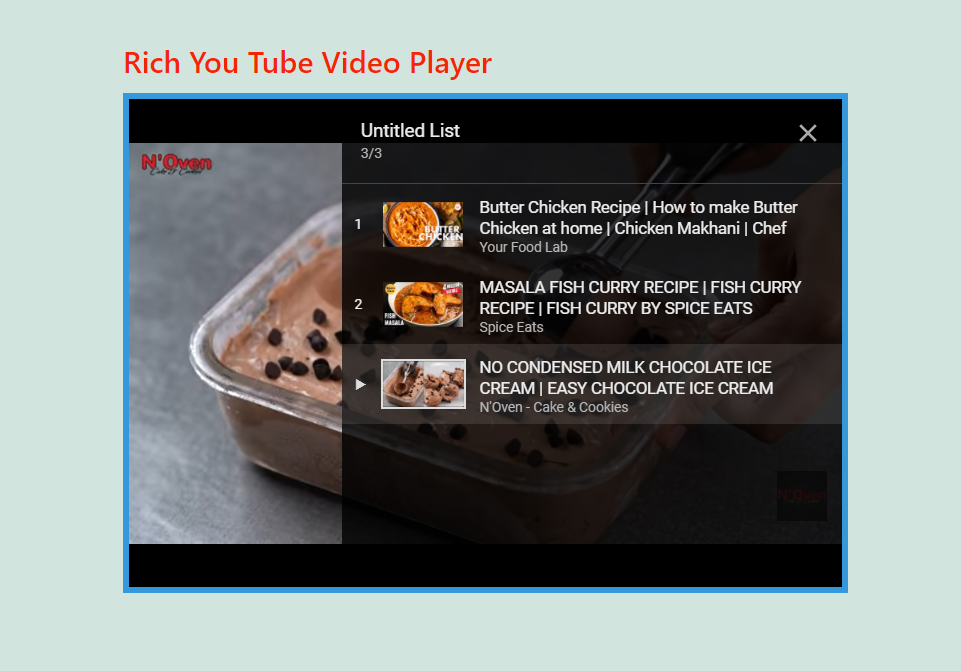 Rich You Tube Video Player
Untitled List
3/3
N'Oven
Cake & Cookies
1
BUTTER
CHICKEN
Butter Chicken Recipe | How to make Butter
Chicken at home | Chicken Makhani | Chef
Your Food Lab
2
FISH
MASALA
MASALA FISH CURRY RECIPE | FISH CURRY
RECIPE | FISH CURRY BY SPICE EATS
Spice Eats
NO CONDENSED MILK CHOCOLATE ICE
CREAM | EASY CHOCOLATE ICE CREAM
N'Oven - Cake & Cookies
N'Oven